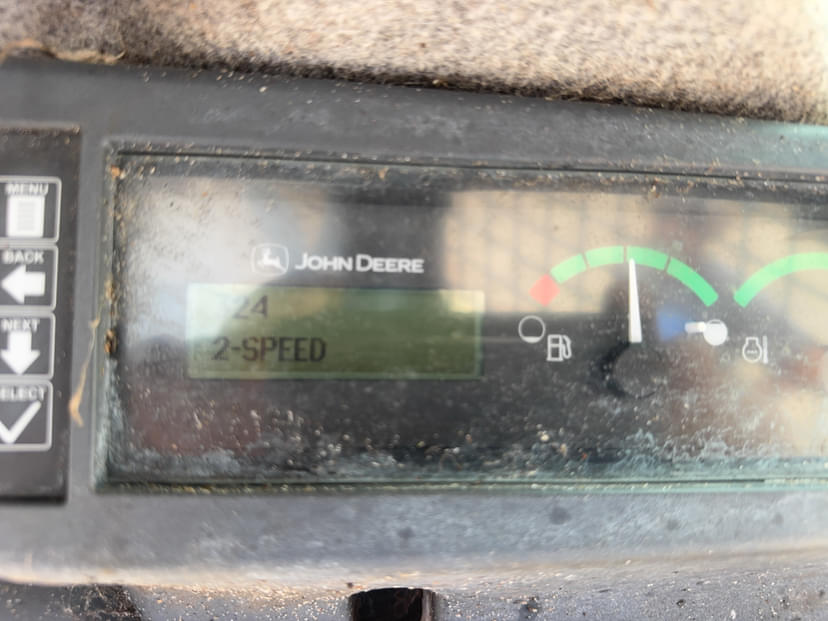 MENU
BACK
NEXT
SELECT
JOHN DEERE
24
2-SPEED